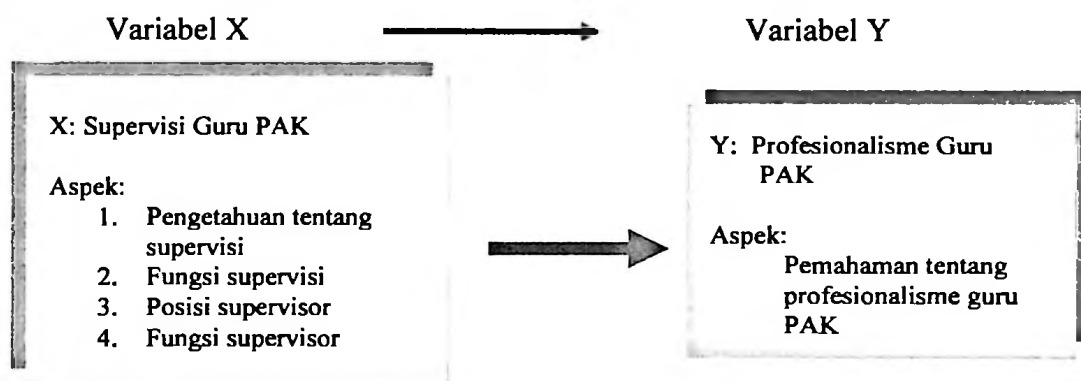 Variabel X
Variabel Y
X: Supervisi Guru PAK
Aspek:
1. Pengetahuan tentang
supervisi
2. Fungsi supervisi
3. Posisi supervisor
4. Fungsi supervisor
Y: Profesionalisme Guru
PAK
Aspek:
Pemahaman tentang
profesionalisme guru
PAK